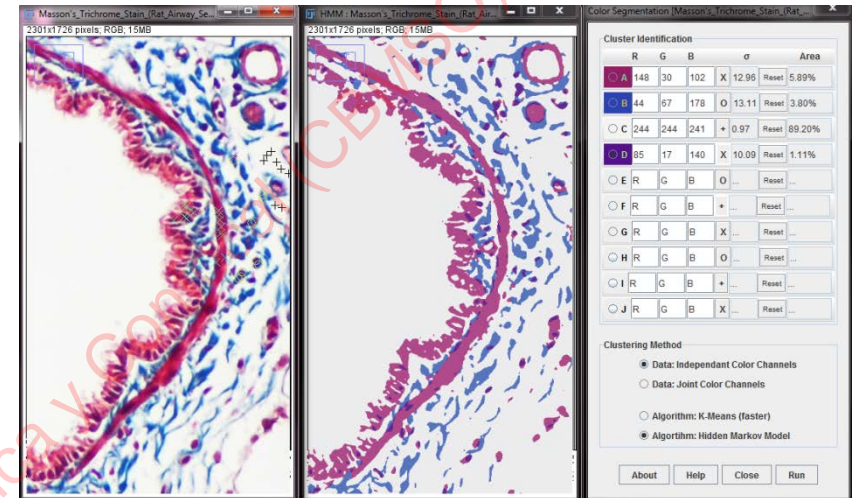 Masson's_Trichrome_Stain_(Rat_Airway_Se...
2301x1726 pixels; RGB; 15MB
HMM : Masson's_Trichrome_Stain_(Rat_Air...
2301x1726 pixels; RGB; 15MB
Color Segmentation [Masson's_Trichrome_Stain_(Rat_...
Cluster Identification
R G B σ Area
A 148 30 102 X 12.96 Reset 5.89%
B 44 67 178 O 13.11 Reset 3.80%
C 244 244 241 + 0.97 Reset 89.20%
D 85 17 140 X 10.09 Reset 1.11%
E R G B O ... Reset ...
F R G B + ... Reset ...
G R G B X ... Reset ...
H R G B O ... Reset ...
I R G B + ... Reset ...
J R G B X ... Reset ...
Clustering Method
Data: Independant Color Channels
Data: Joint Color Channels
Algorithm: K-Means (faster)
Algortihm: Hidden Markov Model
About Help Close Run